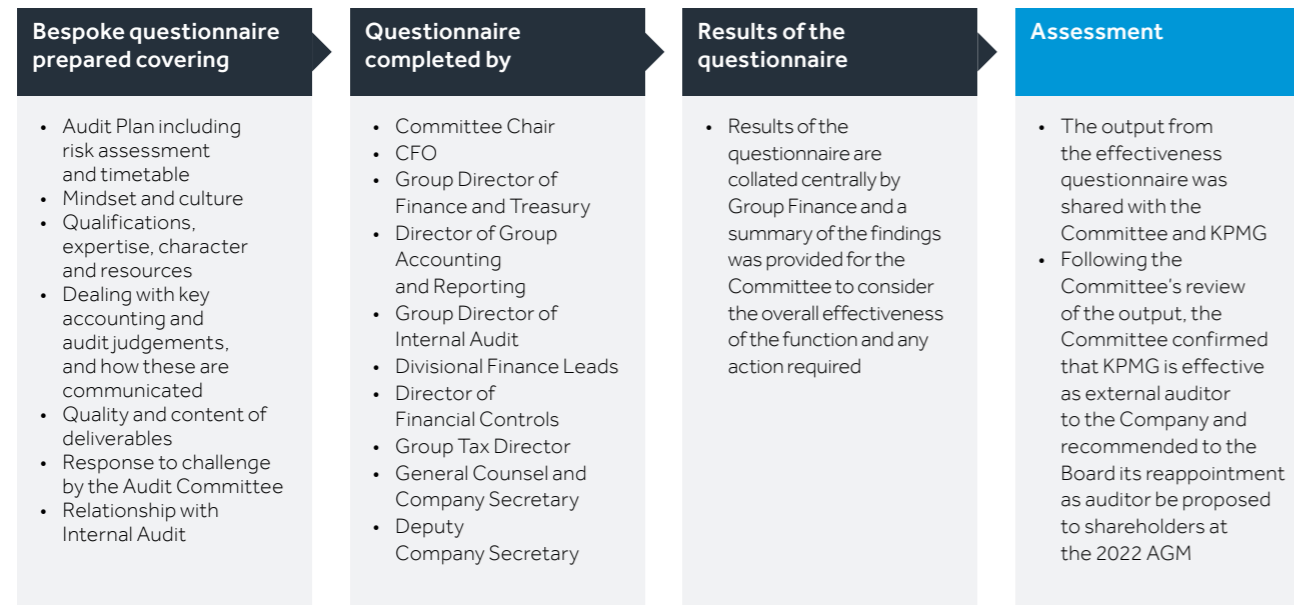 Bespoke questionnaire
prepared covering
• Audit Plan including
risk assessment
and timetable
• Mindset and culture
• Qualifications,
expertise, character
and resources
• Dealing with key
accounting and
audit judgements,
and how these are
communicated
• Quality and content of
deliverables
• Response to challenge
by the Audit Committee
• Relationship with
Internal Audit
Questionnaire
completed by
• Committee Chair
• CFO
• Group Director of
Finance and Treasury
• Director of Group
Accounting
and Reporting
• Group Director of
Internal Audit
• Divisional Finance Leads
• Director of
Financial Controls
• Group Tax Director
• General Counsel and
Company Secretary
• Deputy
Company Secretary
Results of the
questionnaire
• Results of the
questionnaire are
collated centrally by
Group Finance and a
summary of the findings
was provided for the
Committee to consider
the overall effectiveness
of the function and any
action required
Assessment
• The output from
the effectiveness
questionnaire was
shared with the
Committee and KPMG
• Following the
Committee's review
of the output, the
Committee confirmed
that KPMG is effective
as external auditor
to the Company and
recommended to the
Board its reappointment
as auditor be proposed
to shareholders at
the 2022 AGM